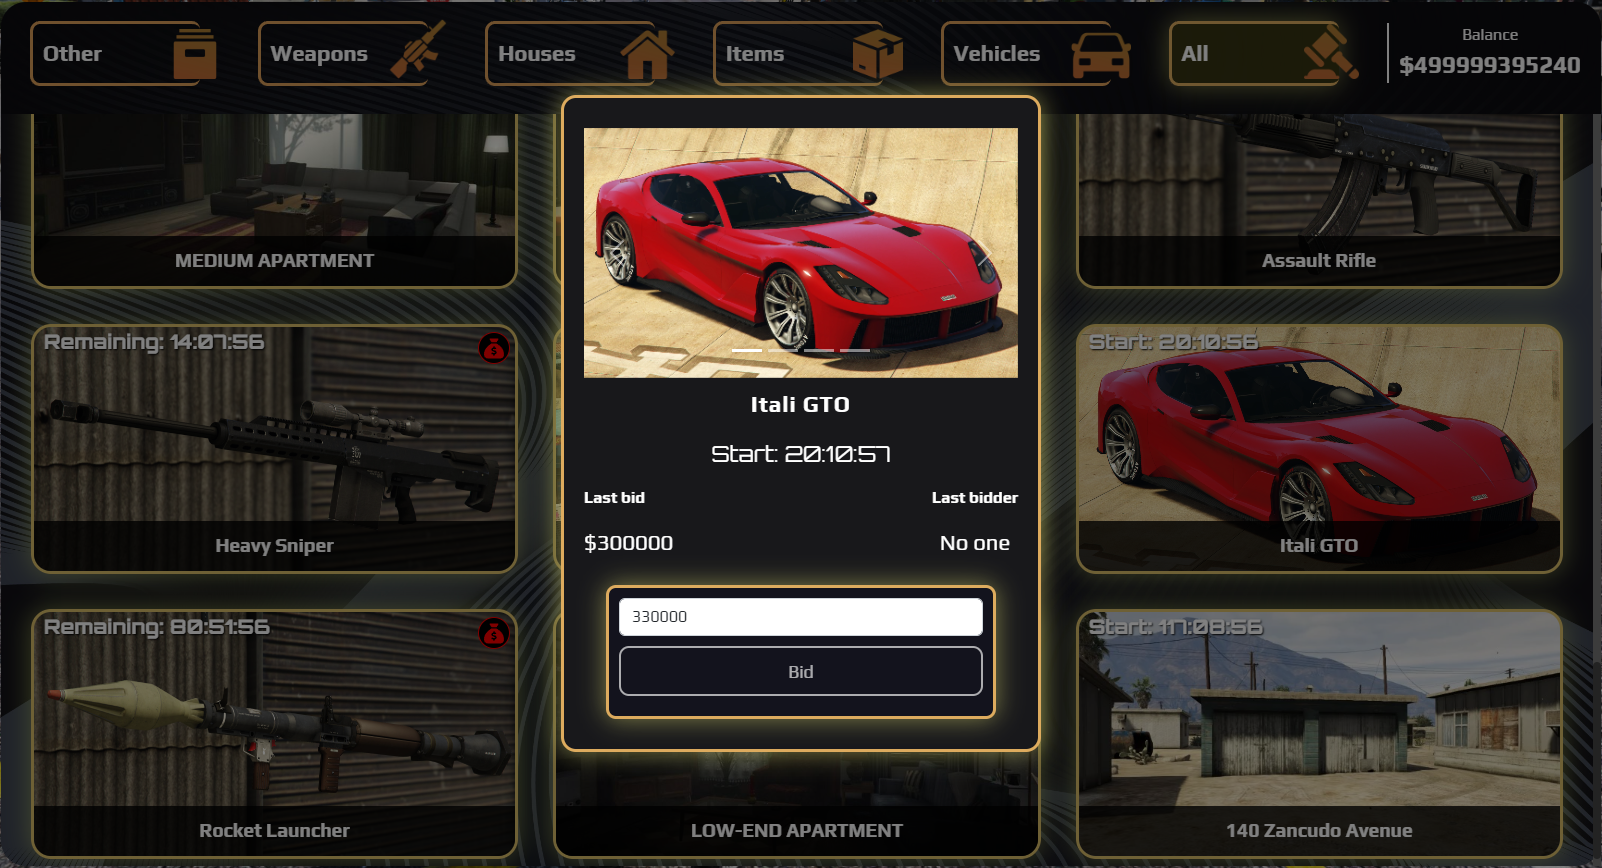 Other
Weapons
Houses
Items
Vehicles
All
Balance
$499999395240
MEDIUM APARTMENT
Assault Rifle
Remaining: 14:07:56
Heavy Sniper
Start: 20:10:56
Itali GTO
Itali GTO
Start: 20:10:57
Last bid
Last bidder
$300000
No one
330000
Bid
Remaining: 80:51:56
Rocket Launcher
LOW-END APARTMENT
Start: 117:08:56
140 Zancudo Avenue